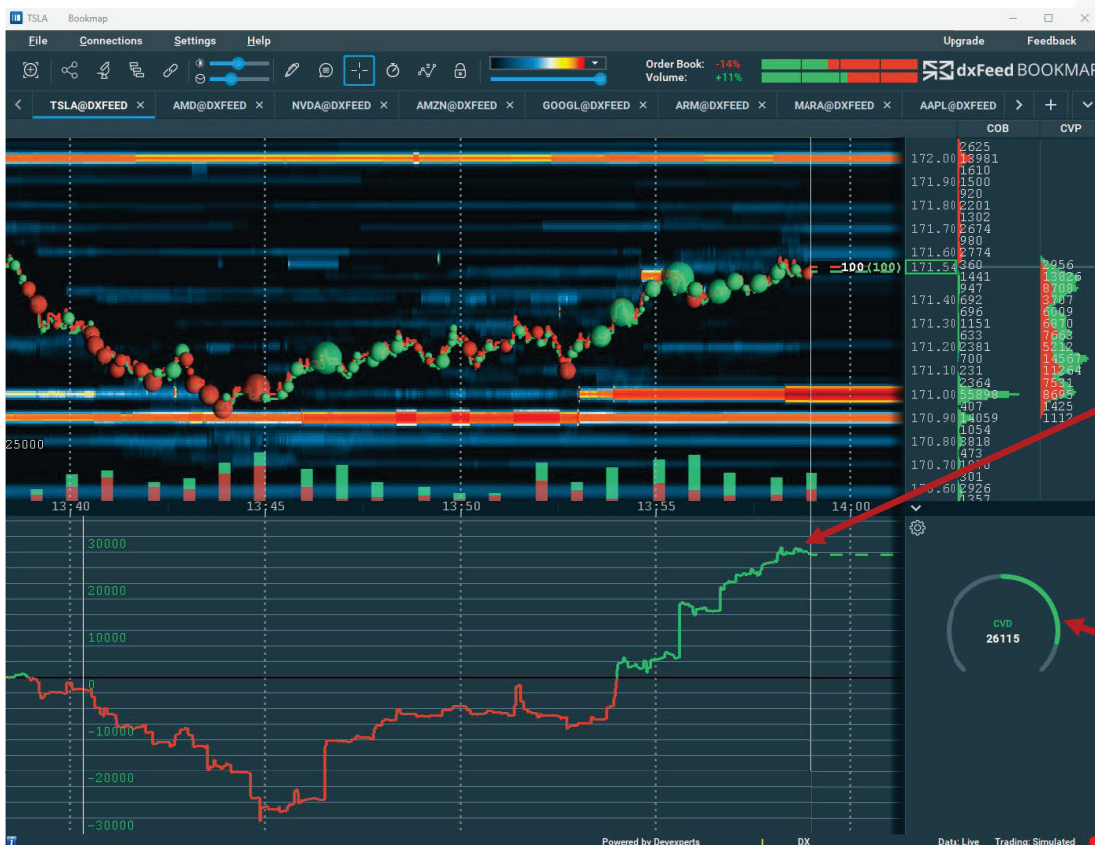 TSLA Bookmap
File Connections Settings Help Upgrade Feedback
Order Book: -14%
Volume: +11%
dxFeed BOOKMAP
TSLA@DXFEED × AMD@DXFEED × NVDA@DXFEED × AMZN@DXFEED × GOOGL@DXFEED × ARM@DXFEED × MARA@DXFEED × AAPL@DXFEED
COB CVP
2625
172.00
1610
171.90 1500
920
171.80 2201
1302
171.70 2674
980
171.60 2774
100 (100) 171.54 360 2956
1441 13826
947 8708
171.40 692 3707
696 6009
171.30 1151 6870
633 7663
171.20 2381 5212
700 14567
171.10 231 11264
2364 7531
171.00 55898 8695
407 1425
170.90 14059 1112
1054
170.80 3818
25000
473
170.70
301
2926
1357
13:40 13:45 13:50 13:55 14:00
30000
20000
10000
0
-10000
-20000
-30000
CVD
26115
Powered by Devexperts DX Data: Live Trading: Simulated